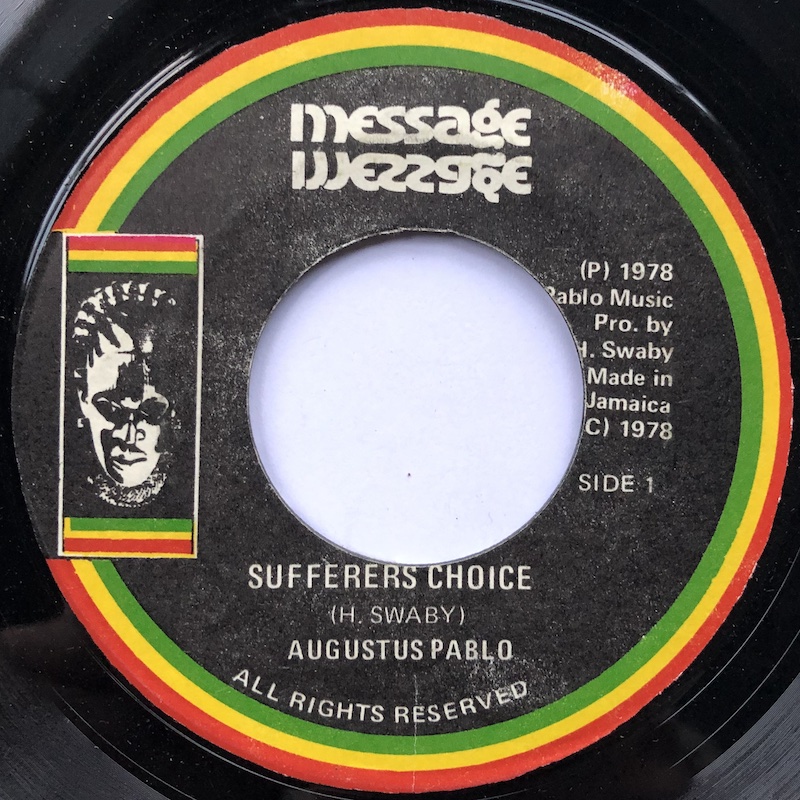 message
message
(P) 1978
Pablo Music
Pro. by
H. Swaby
Made in
Jamaica
(C) 1978
SIDE 1
SUFFERERS CHOICE
(H. SWABY)
AUGUSTUS PABLO
ALL RIGHTS RESERVED